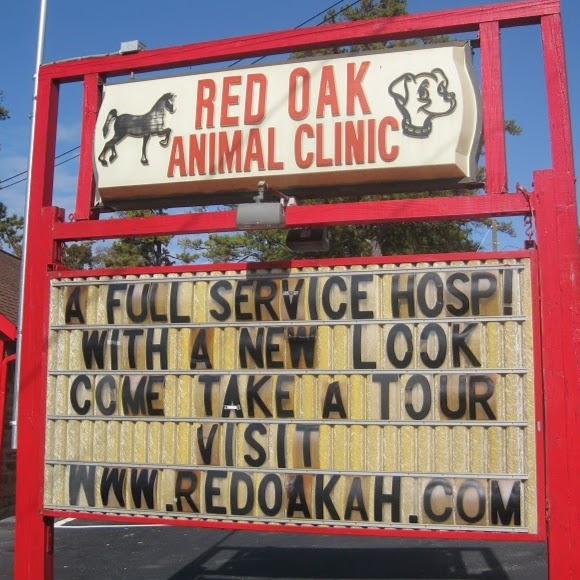 RED OAK
ANIMAL CLINIC
A FULL SERVICE HOSP!
WITH A NEW LOOK
COME TAKE A TOUR
VISIT
WWW.REDOAKAH.COM